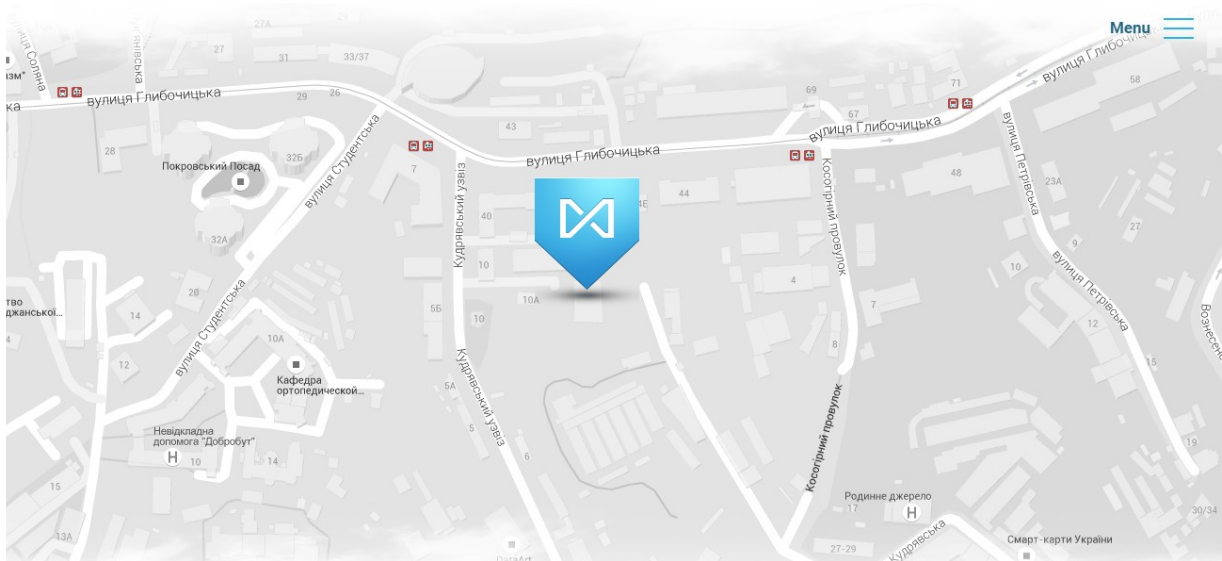 Menu
27А
27
31
33/37
71
58
вулиця Соляна
69
67
29
26
вулиця Глибочицька
вулиця Глибочицька
вулиця Глибочицька
вулиця Глибочицька
43
28
32Б
Покровський Посад
вулиця Студентська
7
44
48
23А
вулиця Петрівська
Косогірний провулок
Кудрявський узвіз
40
32А
27
9
10
10
10А
4
7
20
5Б
10
14
вулиця Студентська
вулиця Петрівська
12
8
10А
12
15
Кафедра
ортопедической...
5А
Кудрявський узвіз
Косогірний провулок
5
6
Невідкладна
допомога "Добробут"
H
10
14
19
15
Родинне джерело
17
H
30/34
13А
Кудрявська
Смарт-карти України
27-29